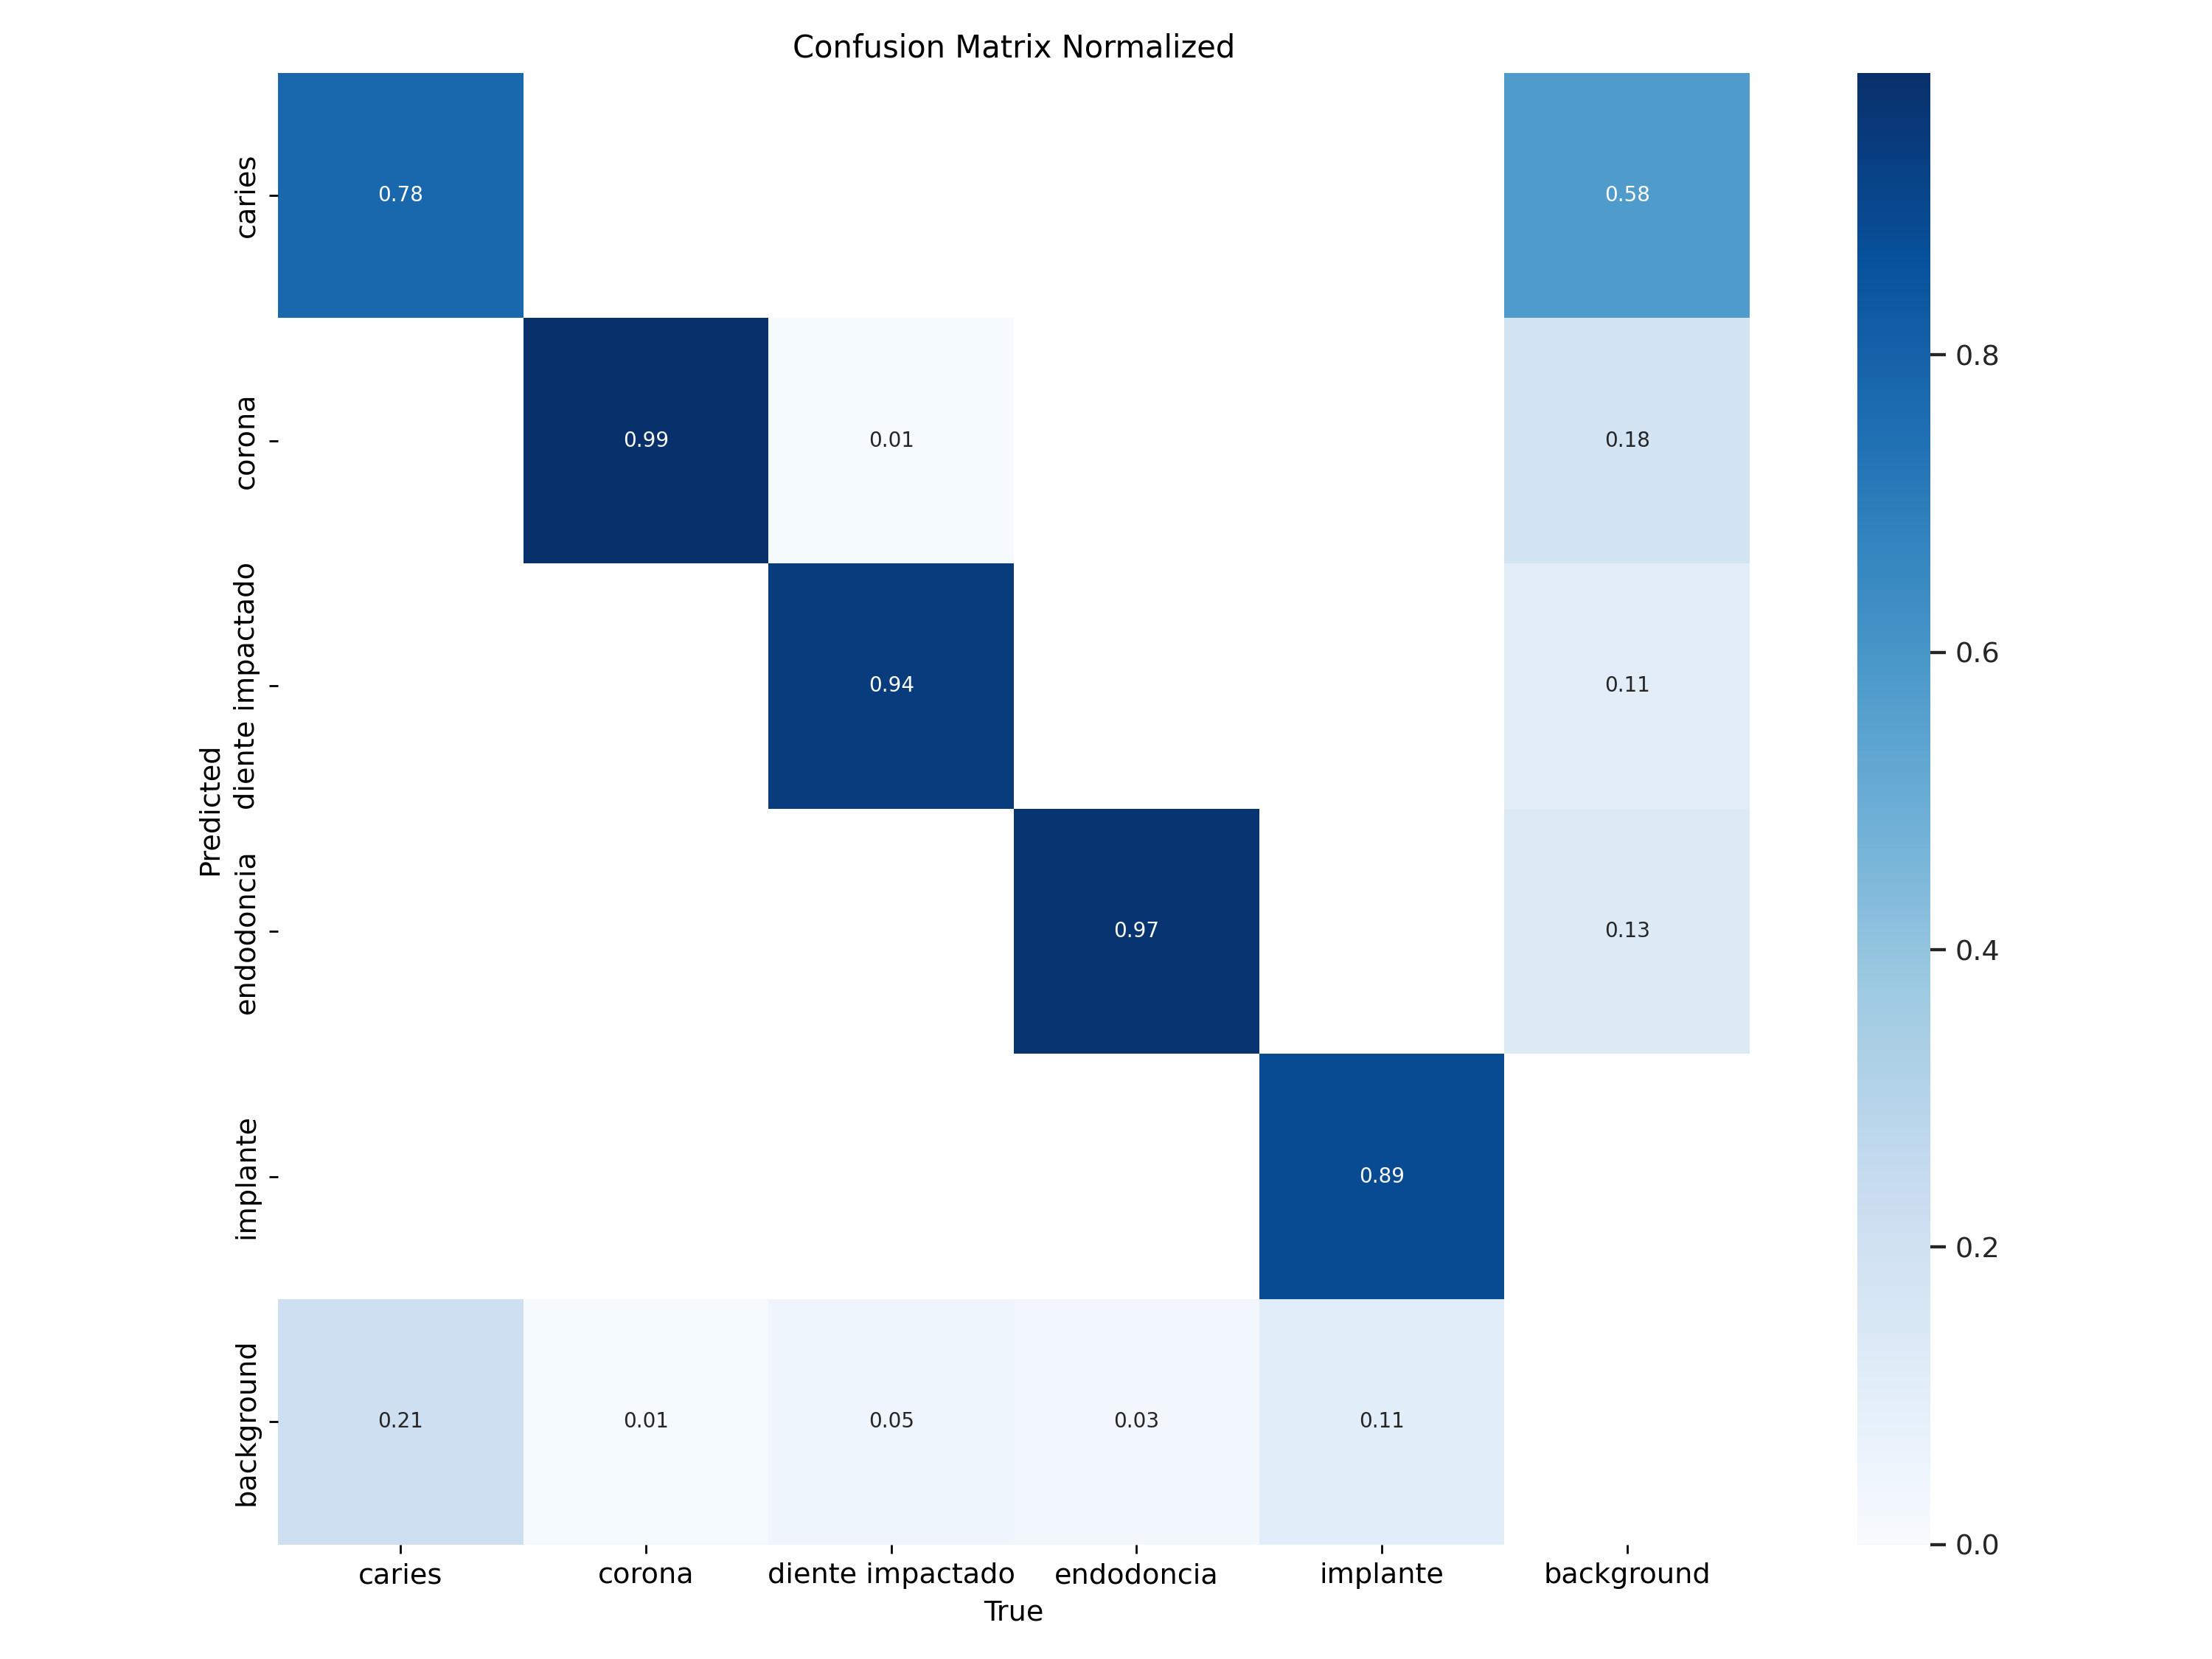 Confusion Matrix Normalized
Predicted
caries
0.78
0.58
corona
0.99
0.01
0.18
diente impactado
0.94
0.11
endodoncia
0.97
0.13
implante
0.89
background
0.21
0.01
0.05
0.03
0.11
caries
corona
diente impactado
endodoncia
implante
background
True
0.8
0.6
0.4
0.2
0.0